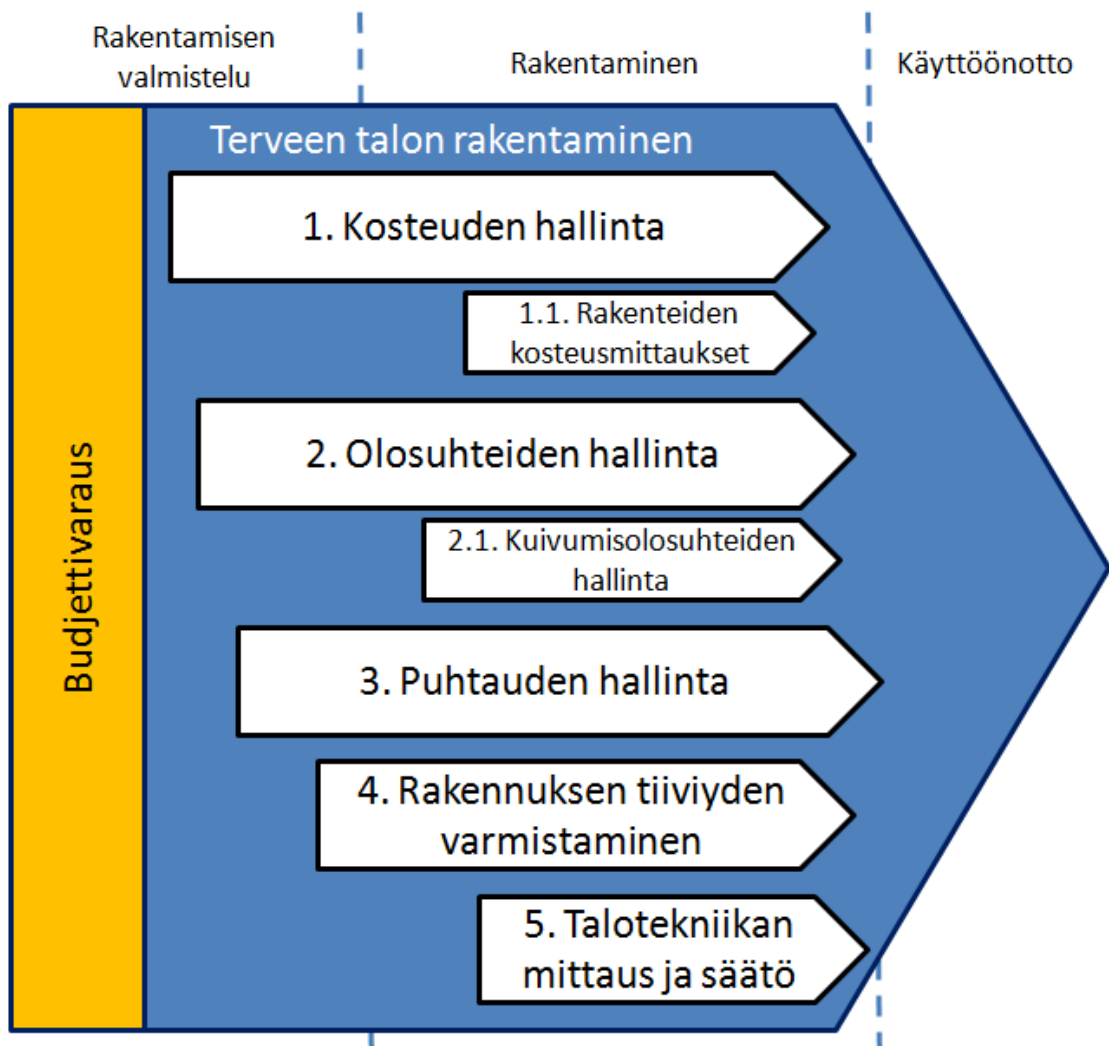 Rakentamisen
valmistelu
Rakentaminen
Käyttöönotto
Terveen talon rakentaminen
Budjettivaraus
1. Kosteuden hallinta
1.1. Rakenteiden
kosteusmittaukset
2. Olosuhteiden hallinta
2.1. Kuivumisolosuhteiden
hallinta
3. Puhtauden hallinta
4. Rakennuksen tiiviyden
varmistaminen
5. Talotekniikan
mittaus ja säätö